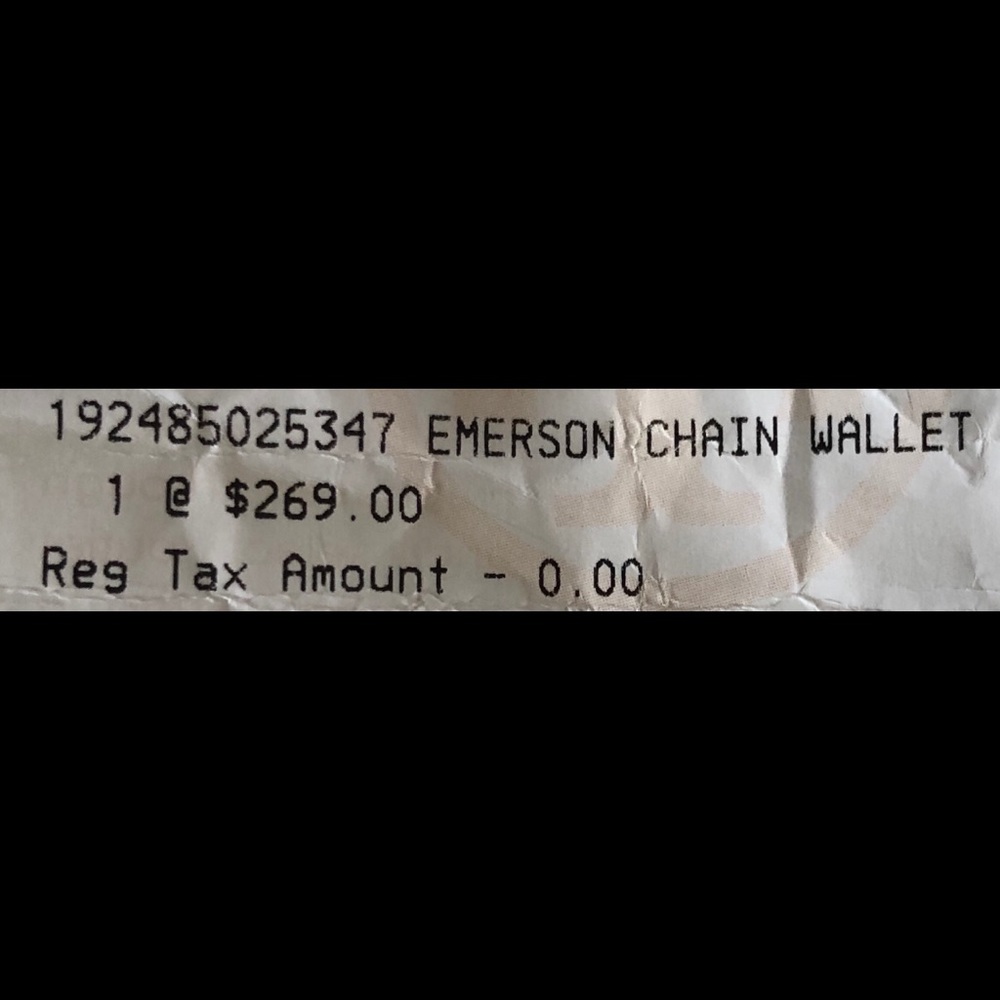 192485025347 EMERSON CHAIN WALLET
1 @ $269.00
Reg Tax Amount - 0.00